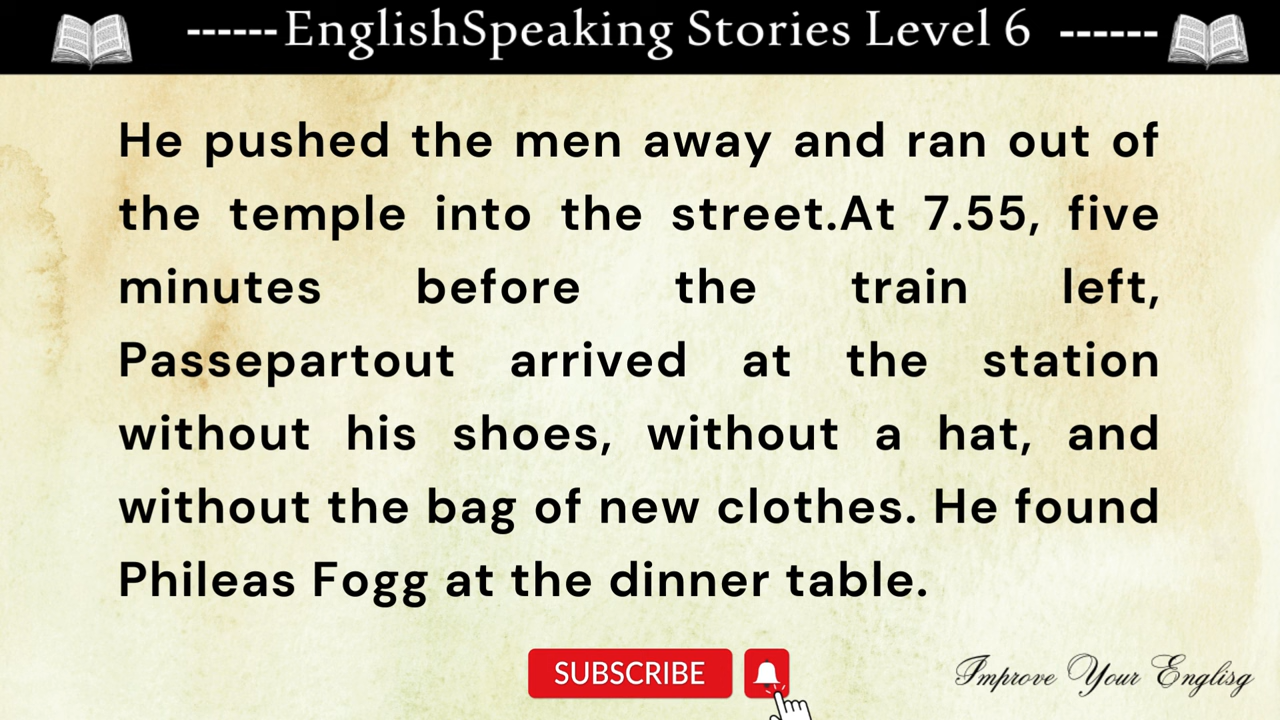 ------EnglishSpeaking Stories Level 6 ------
He pushed the men away and ran out of
the temple into the street.At 7.55, five
minutes before the train left,
Passepartout arrived at the station
without his shoes, without a hat, and
without the bag of new clothes. He found
Phileas Fogg at the dinner table.
SUBSCRIBE
Improve Your Englisg